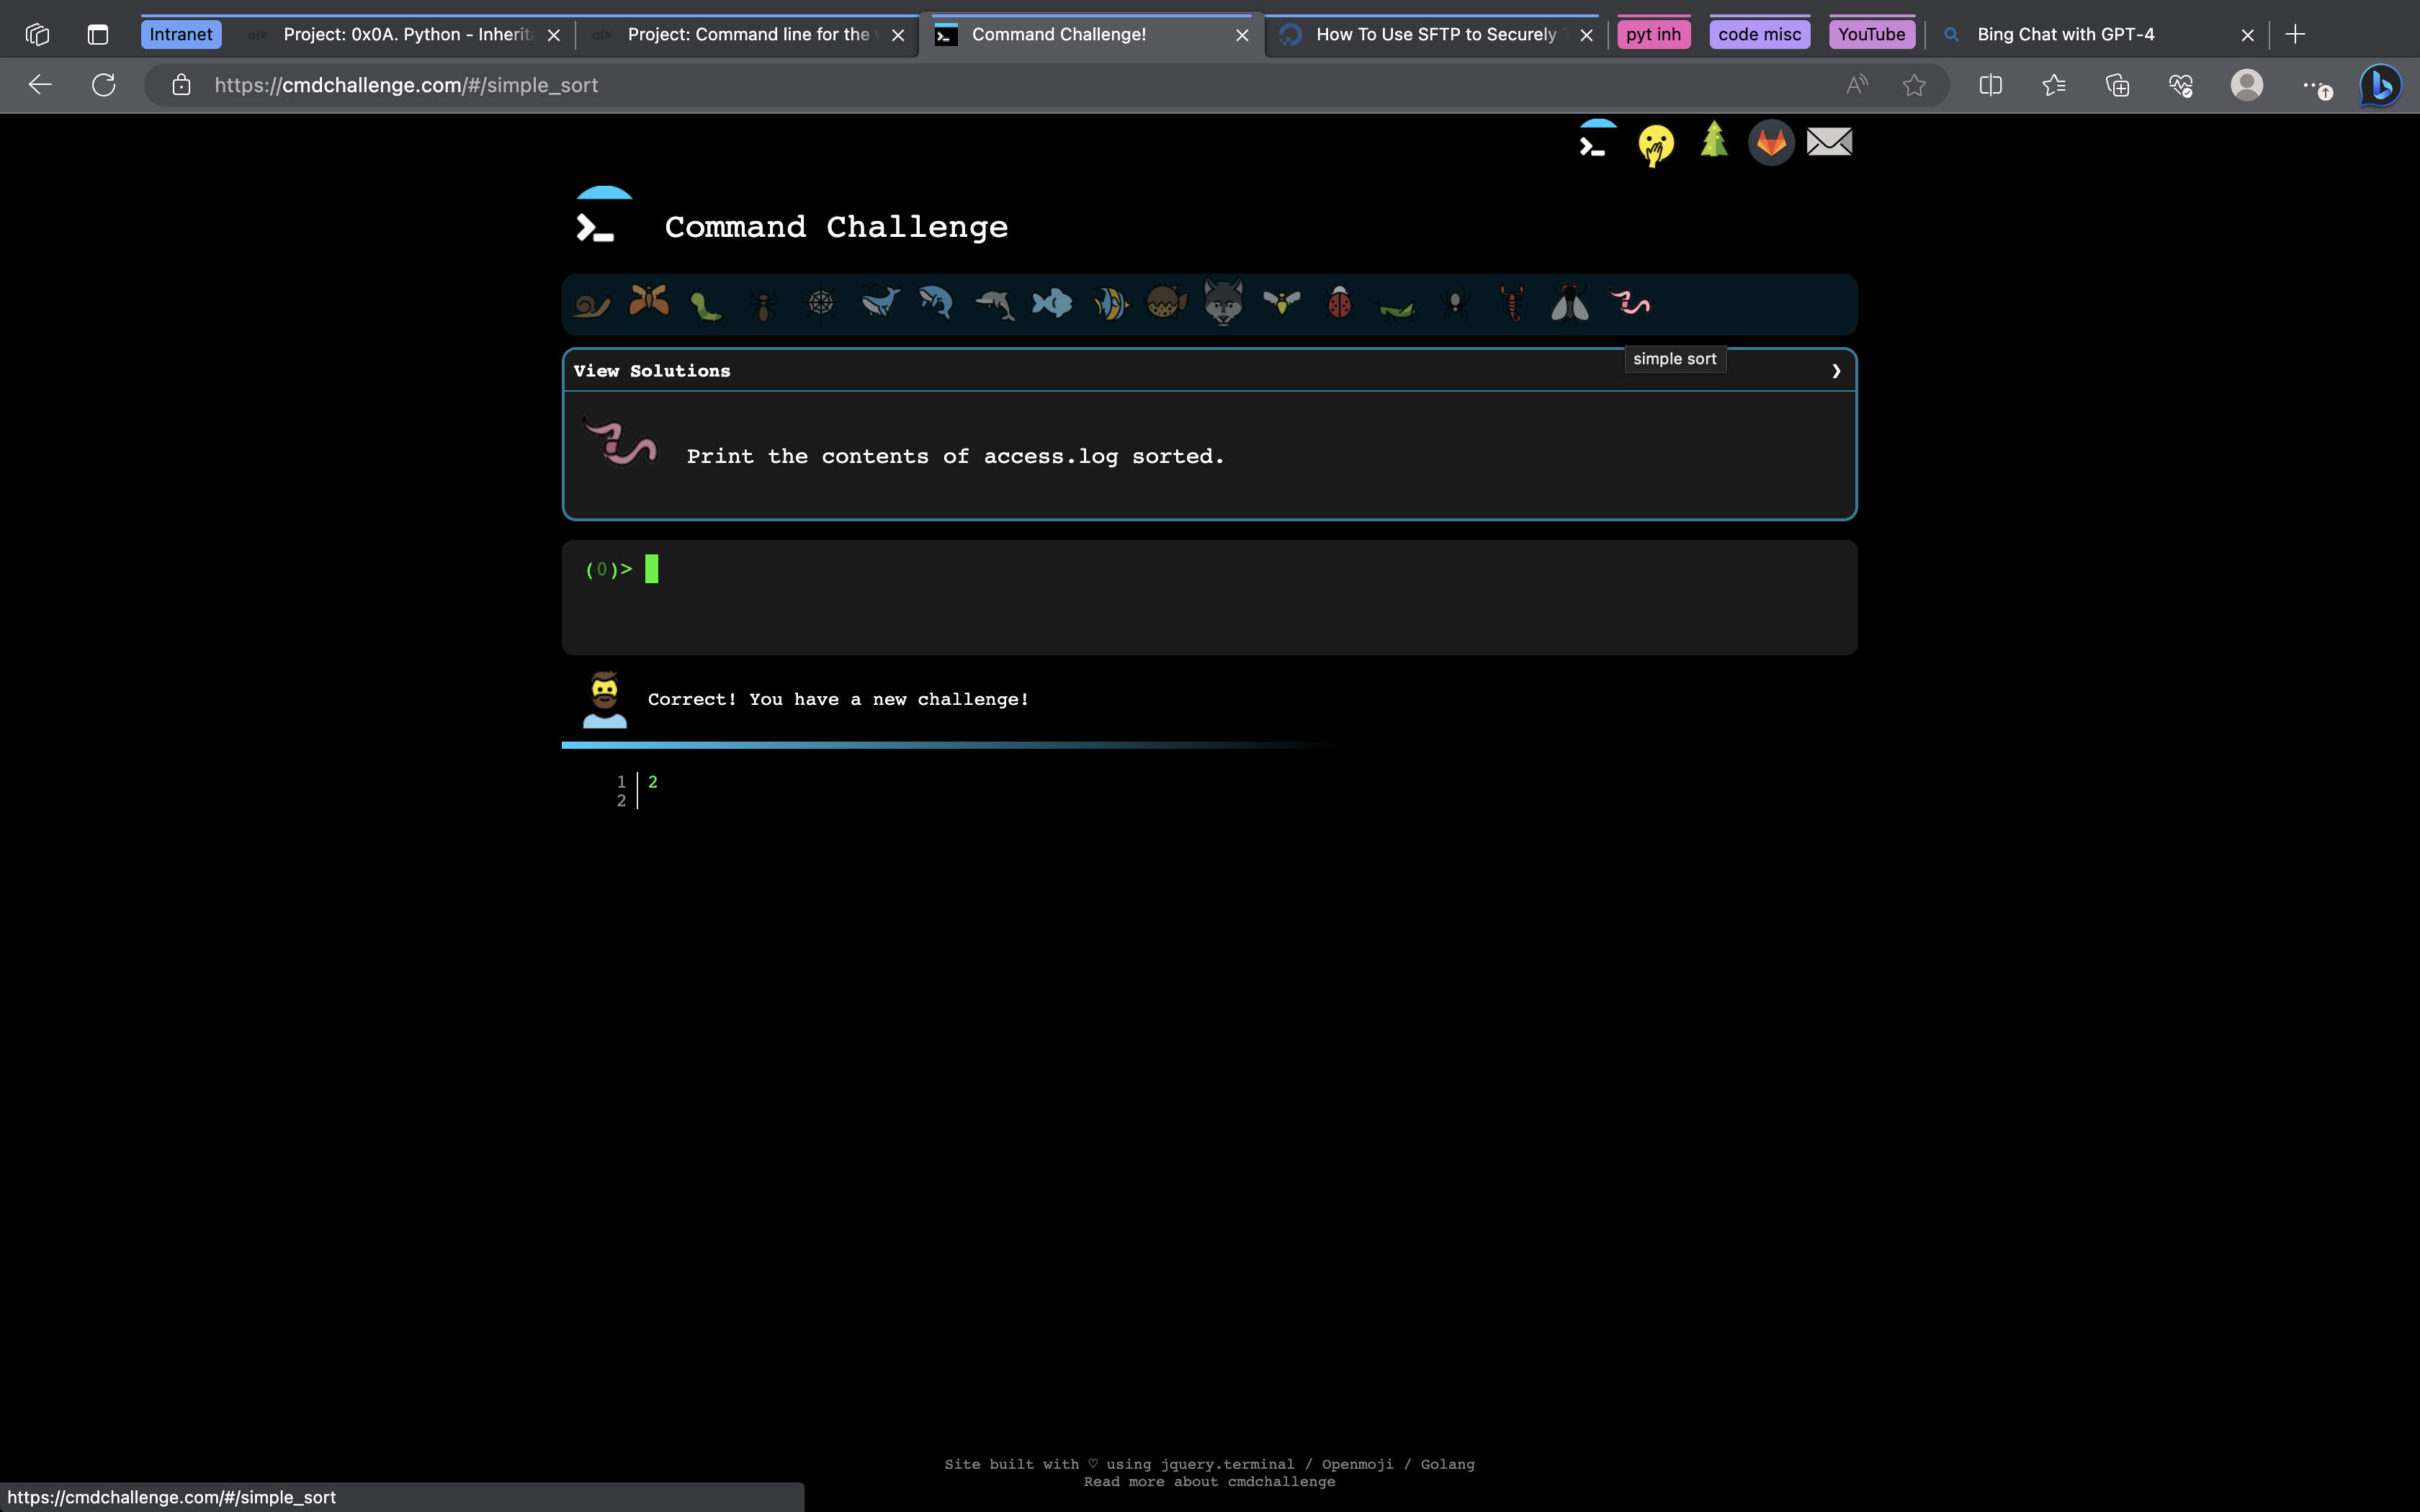 Intranet
Project: 0x0A. Python - Inherita
Project: Command line for the
Command Challenge!
How To Use SFTP to Securely
pyt inh
code misc
YouTube
Bing Chat with GPT-4
https://cmdchallenge.com/#/simple_sort
Command Challenge
View Solutions
simple sort
Print the contents of access.log sorted.
(0)>
Correct! You have a new challenge!
1 2
2
Site built with ♡ using jquery.terminal / Openmoji / Golang
Read more about cmdchallenge
https://cmdchallenge.com/#/simple_sort